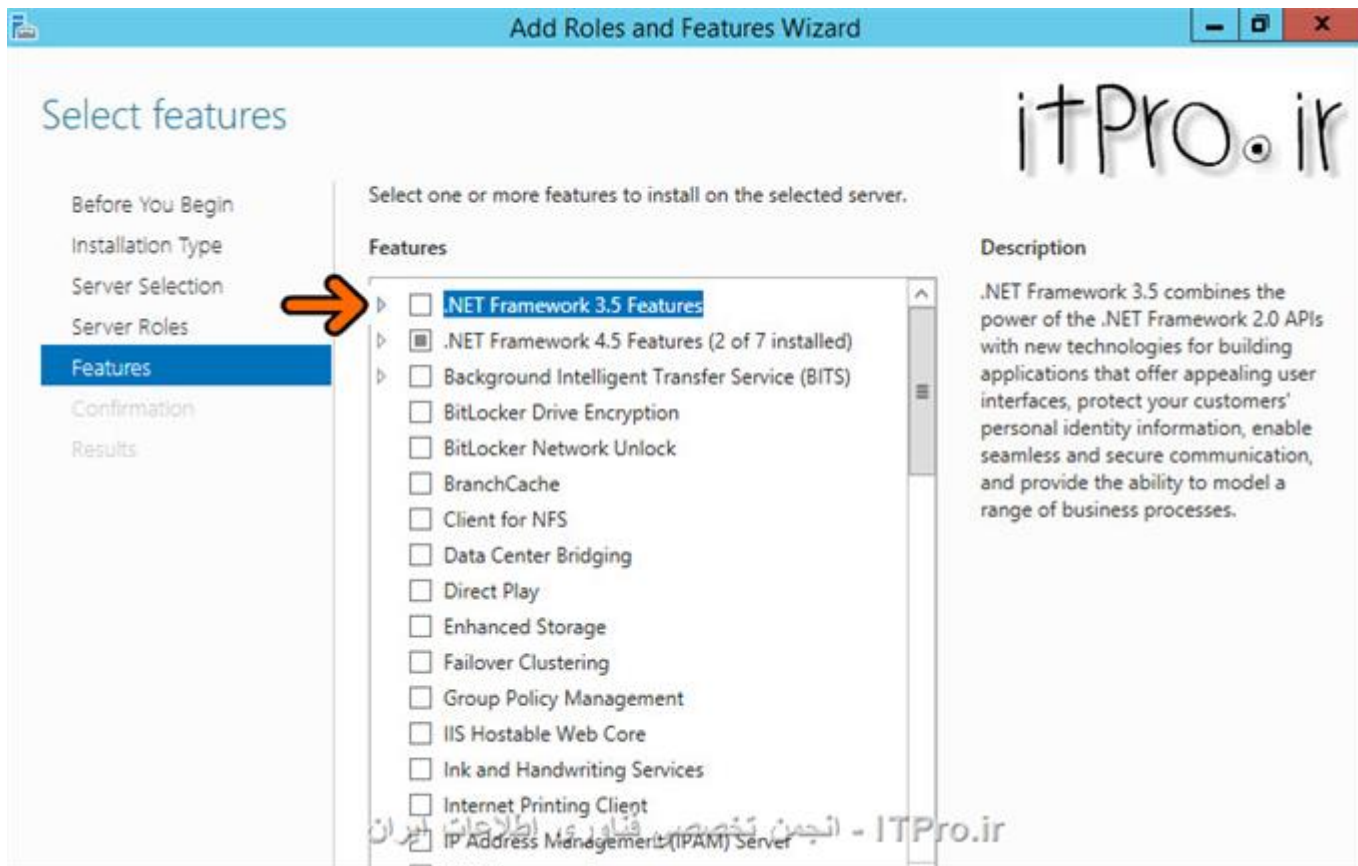 Add Roles and Features Wizard
Select features
itPro.ir
Before You Begin
Installation Type
Server Selection
Server Roles
Features
Confirmation
Results
Select one or more features to install on the selected server.
Features
.NET Framework 3.5 Features
.NET Framework 4.5 Features (2 of 7 installed)
Background Intelligent Transfer Service (BITS)
BitLocker Drive Encryption
BitLocker Network Unlock
BranchCache
Client for NFS
Data Center Bridging
Direct Play
Enhanced Storage
Failover Clustering
Group Policy Management
IIS Hostable Web Core
Ink and Handwriting Services
Internet Printing Client
IP Address Management (IPAM) Server
Description
.NET Framework 3.5 combines the
power of the .NET Framework 2.0 APIs
with new technologies for building
applications that offer appealing user
interfaces, protect your customers'
personal identity information, enable
seamless and secure communication,
and provide the ability to model a
range of business processes.
انجمن تخصصی فناوری اطلاعات ایران - ITPro.ir